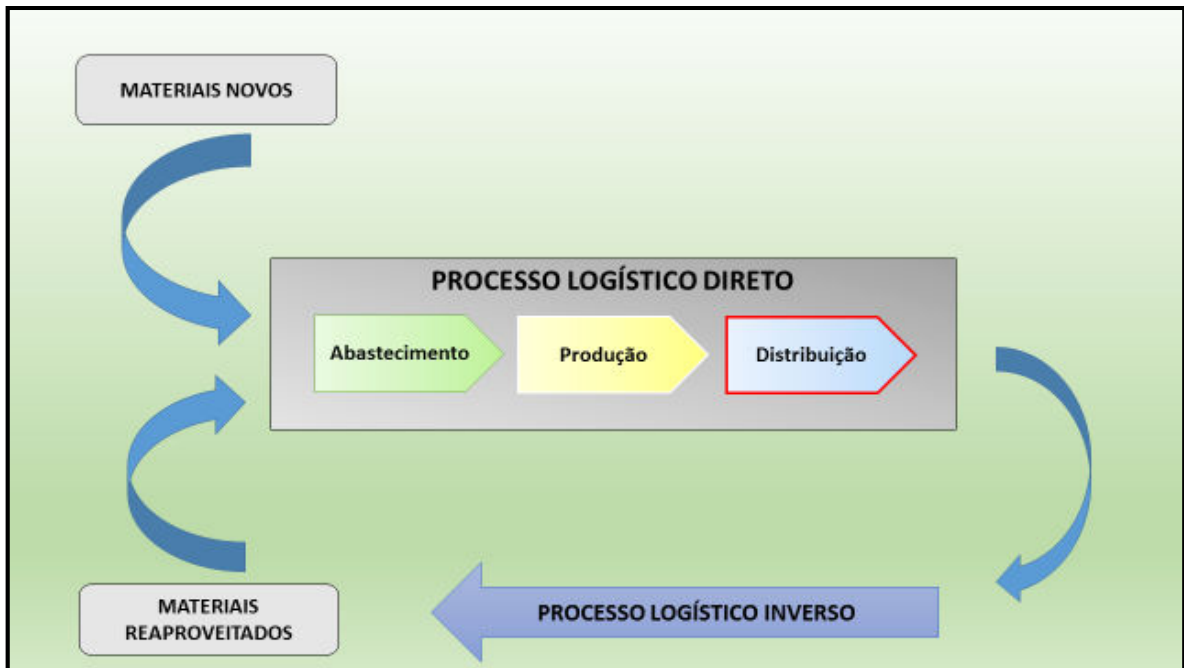 MATERIAIS NOVOS
PROCESSO LOGÍSTICO DIRETO
Abastecimento
Produção
Distribuição
MATERIAIS
REAPROVEITADOS
PROCESSO LOGÍSTICO INVERSO